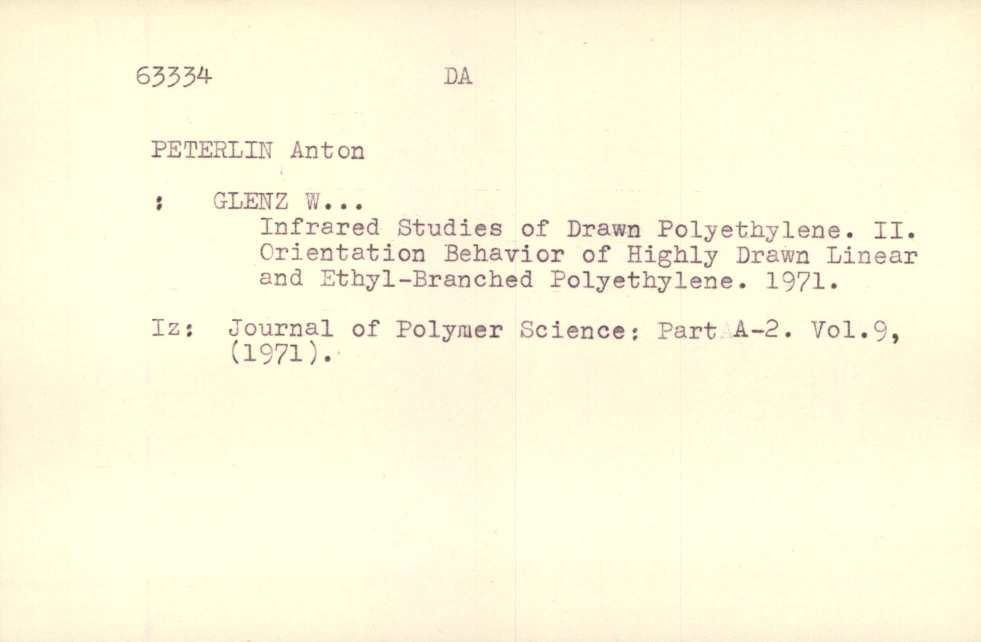 63334 DA
PETERLIN Anton
: GLENZ W...
Infrared Studies of Drawn Polyethylene. II.
Orientation Behavior of Highly Drawn Linear
and Ethyl-Branched Polyethylene. 1971.
Iz: Journal of Polymer Science: Part A-2. Vol.9,
(1971).